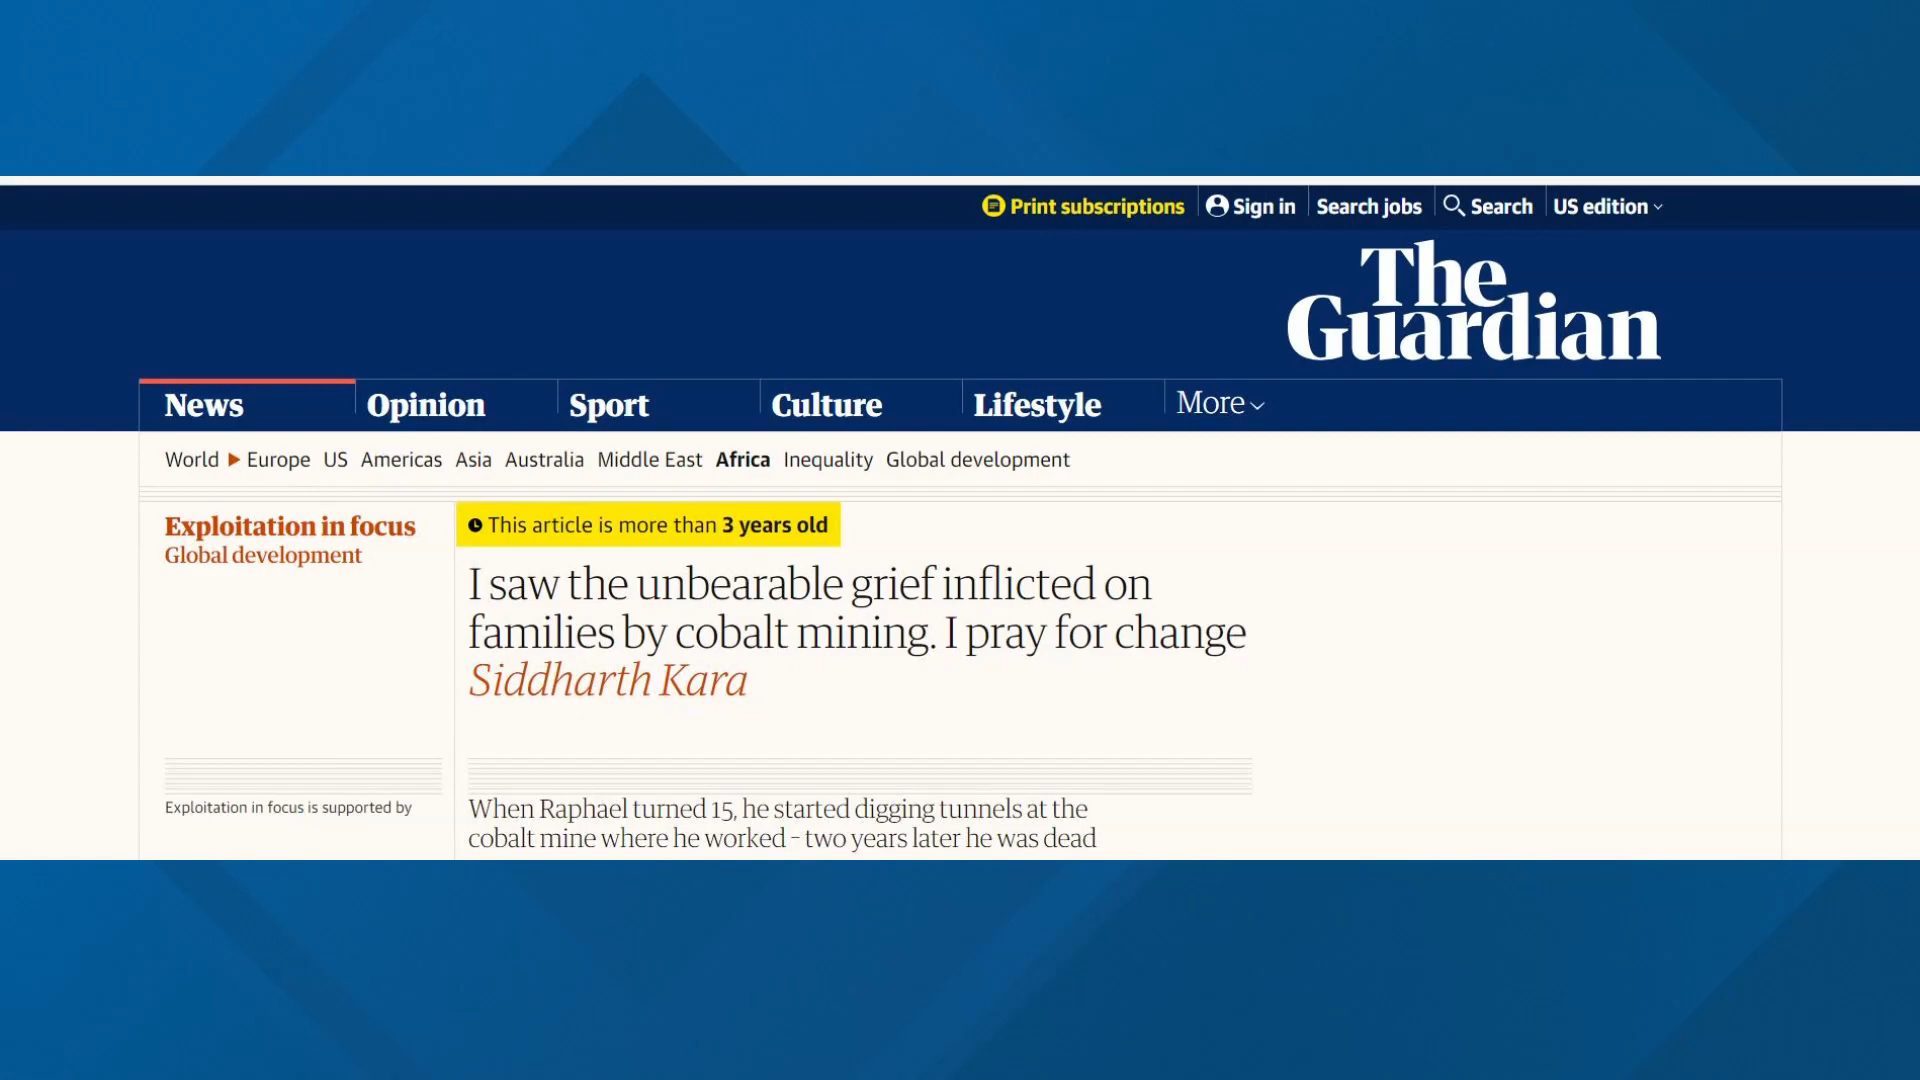 Print subscriptions Sign in Search jobs Search US edition
The
Guardian
News Opinion Sport Culture Lifestyle More
World Europe US Americas Asia Australia Middle East Africa Inequality Global development
Exploitation in focus
Global development
This article is more than 3 years old
I saw the unbearable grief inflicted on
families by cobalt mining. I pray for change
Siddharth Kara
Exploitation in focus is supported by
When Raphael turned 15, he started digging tunnels at the
cobalt mine where he worked – two years later he was dead